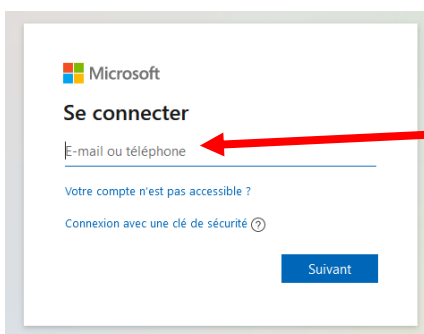 Microsoft
Se connecter
E-mail ou téléphone
Votre compte n'est pas accessible ?
Connexion avec une clé de sécurité ?
Suivant